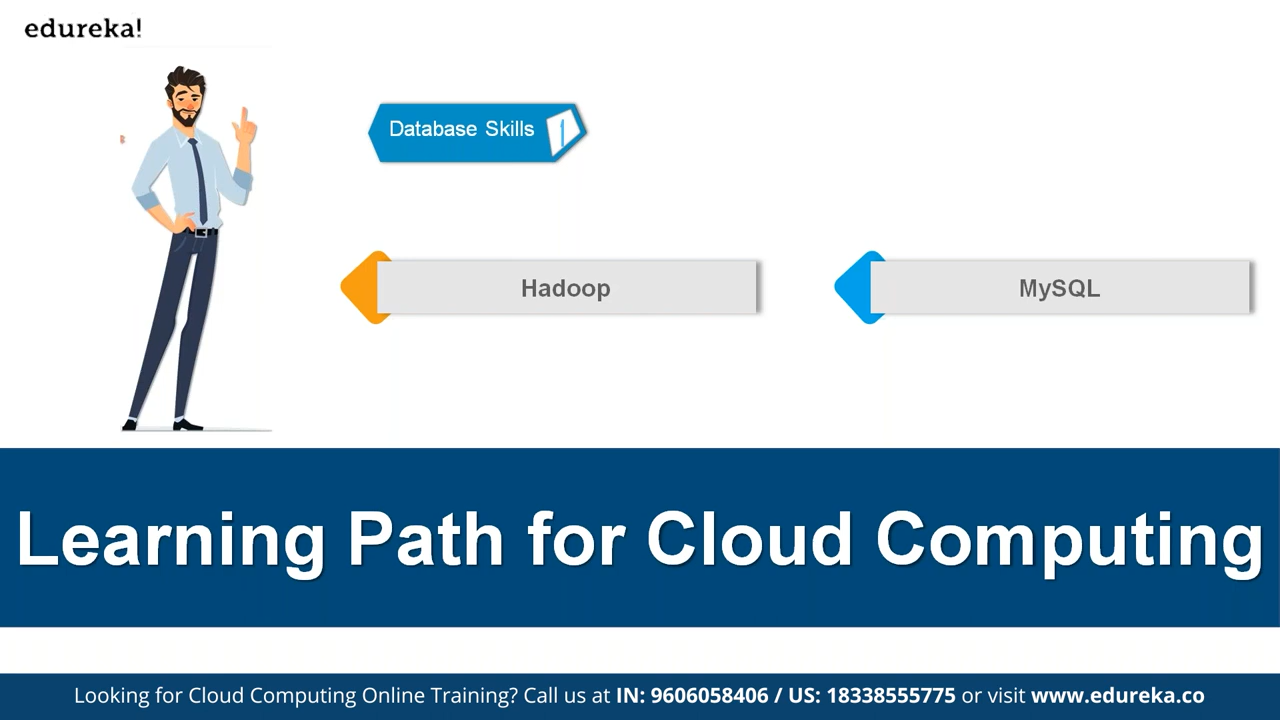 edureka!
Database Skills 1
Hadoop
MySQL
Learning Path for Cloud Computing
Looking for Cloud Computing Online Training? Call us at IN: 9606058406 / US: 18338555775 or visit www.edureka.co